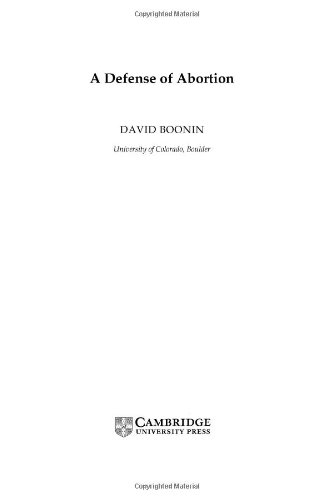 Copyrighted Material
A Defense of Abortion
DAVID BOONIN
University of Colorado, Boulder
CAMBRIDGE
UNIVERSITY PRESS
Copyrighted Material